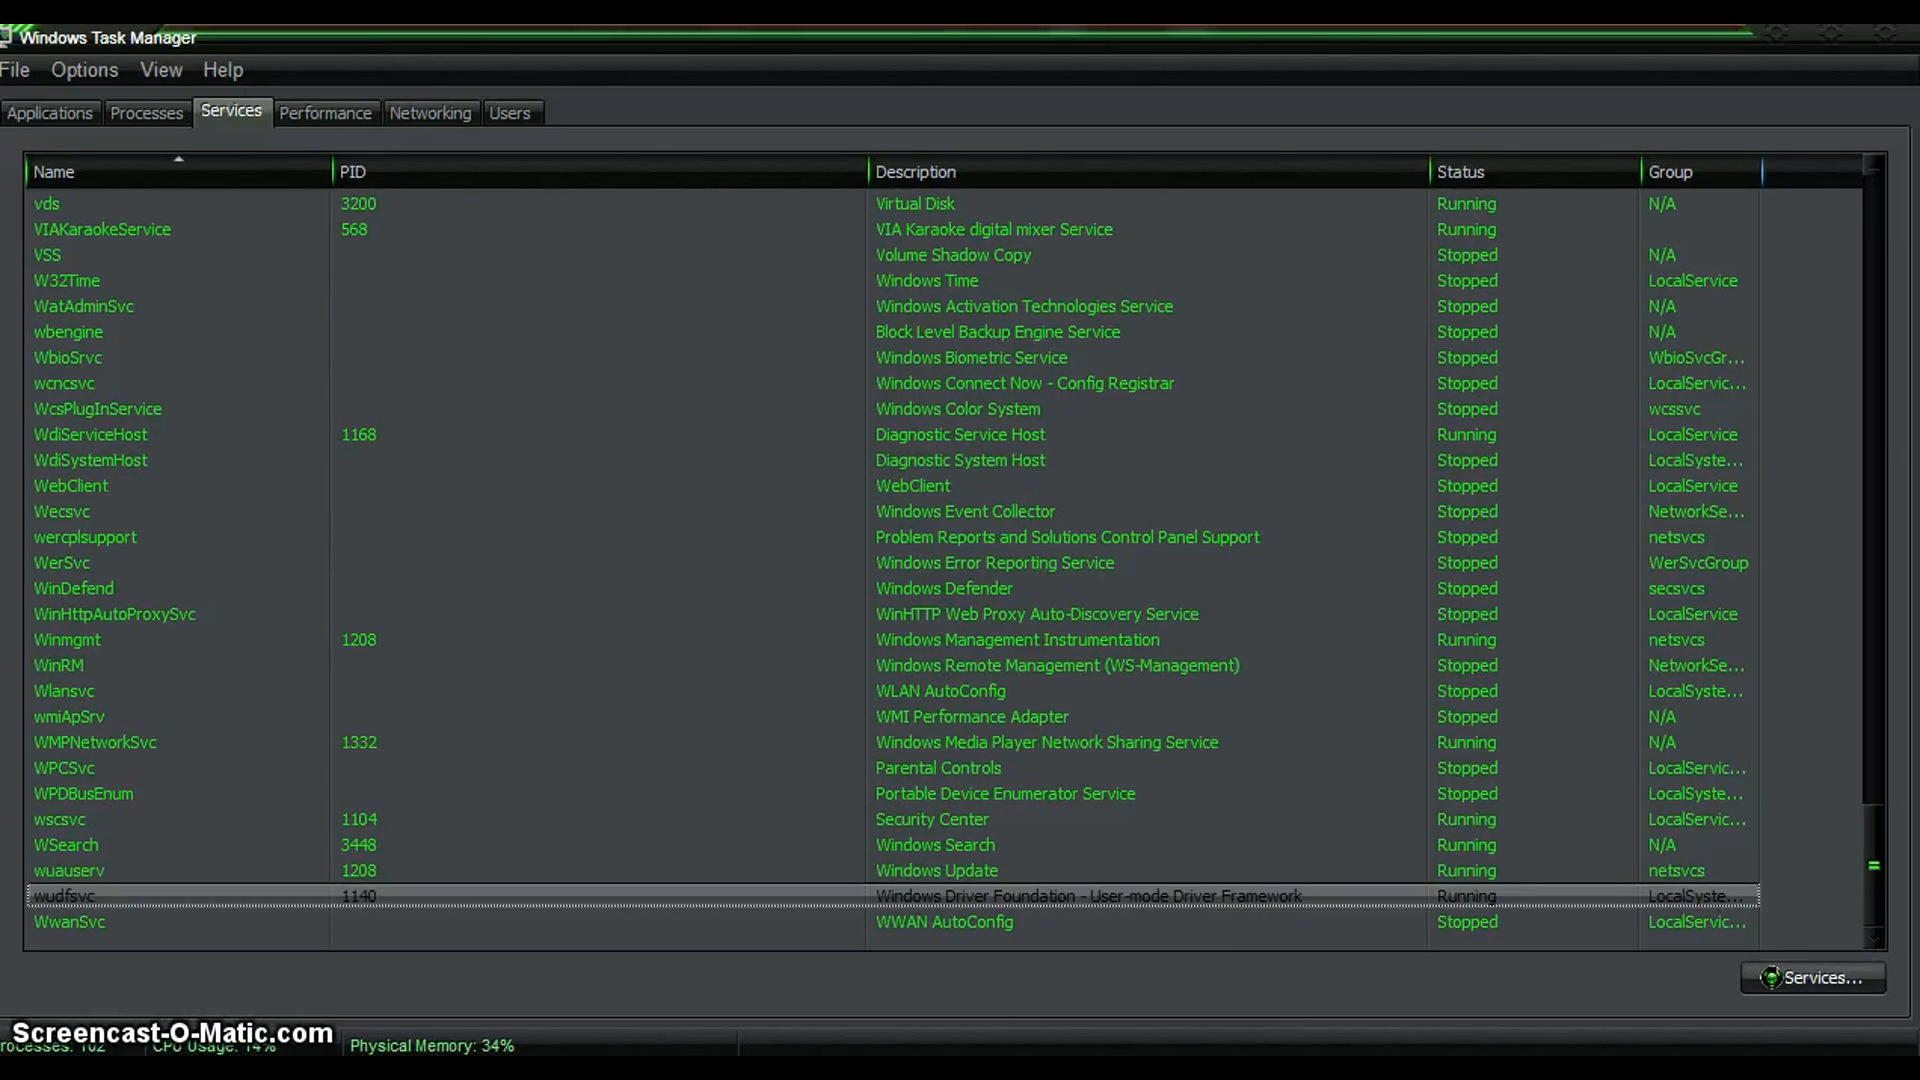 Windows Task Manager
File Options View Help
Applications Processes Services Performance Networking Users
Name PID Description Status Group
vds 3200 Virtual Disk Running N/A
VIAKaraokeService 568 VIA Karaoke digital mixer Service Running
VSS Volume Shadow Copy Stopped N/A
W32Time Windows Time Stopped LocalService
WatAdminSvc Windows Activation Technologies Service Stopped N/A
wbengine Block Level Backup Engine Service Stopped N/A
WbioSrvc Windows Biometric Service Stopped WbioSvcGr...
wcncsvc Windows Connect Now - Config Registrar Stopped LocalServic...
WcsPlugInService Windows Color System Stopped wcssvc
WdiServiceHost 1168 Diagnostic Service Host Running LocalService
WdiSystemHost Diagnostic System Host Stopped LocalSyste...
WebClient WebClient Stopped LocalService
Wecsvc Windows Event Collector Stopped NetworkSe...
wercplsupport Problem Reports and Solutions Control Panel Support Stopped netsvcs
WerSvc Windows Error Reporting Service Stopped WerSvcGroup
WinDefend Windows Defender Stopped secsvcs
WinHttpAutoProxySvc WinHTTP Web Proxy Auto-Discovery Service Stopped LocalService
Winmgmt 1208 Windows Management Instrumentation Running netsvcs
WinRM Windows Remote Management (WS-Management) Stopped NetworkSe...
Wlansvc WLAN AutoConfig Stopped LocalSyste...
wmiApSrv WMI Performance Adapter Stopped N/A
WMPNetworkSvc 1332 Windows Media Player Network Sharing Service Running N/A
WPCSvc Parental Controls Stopped LocalServic...
WPDBusEnum Portable Device Enumerator Service Stopped LocalSyste...
wscsvc 1104 Security Center Running LocalServic...
WSearch 3448 Windows Search Running N/A
wuauserv 1208 Windows Update Running netsvcs
wudfsvc 1140 Windows Driver Foundation - User-mode Driver Framework Running LocalSyste...
WwanSvc WWAN AutoConfig Stopped LocalServic...
Services...
Screencast-O-Matic.com
Processes: 102 CPU Usage: 14% Physical Memory: 34%